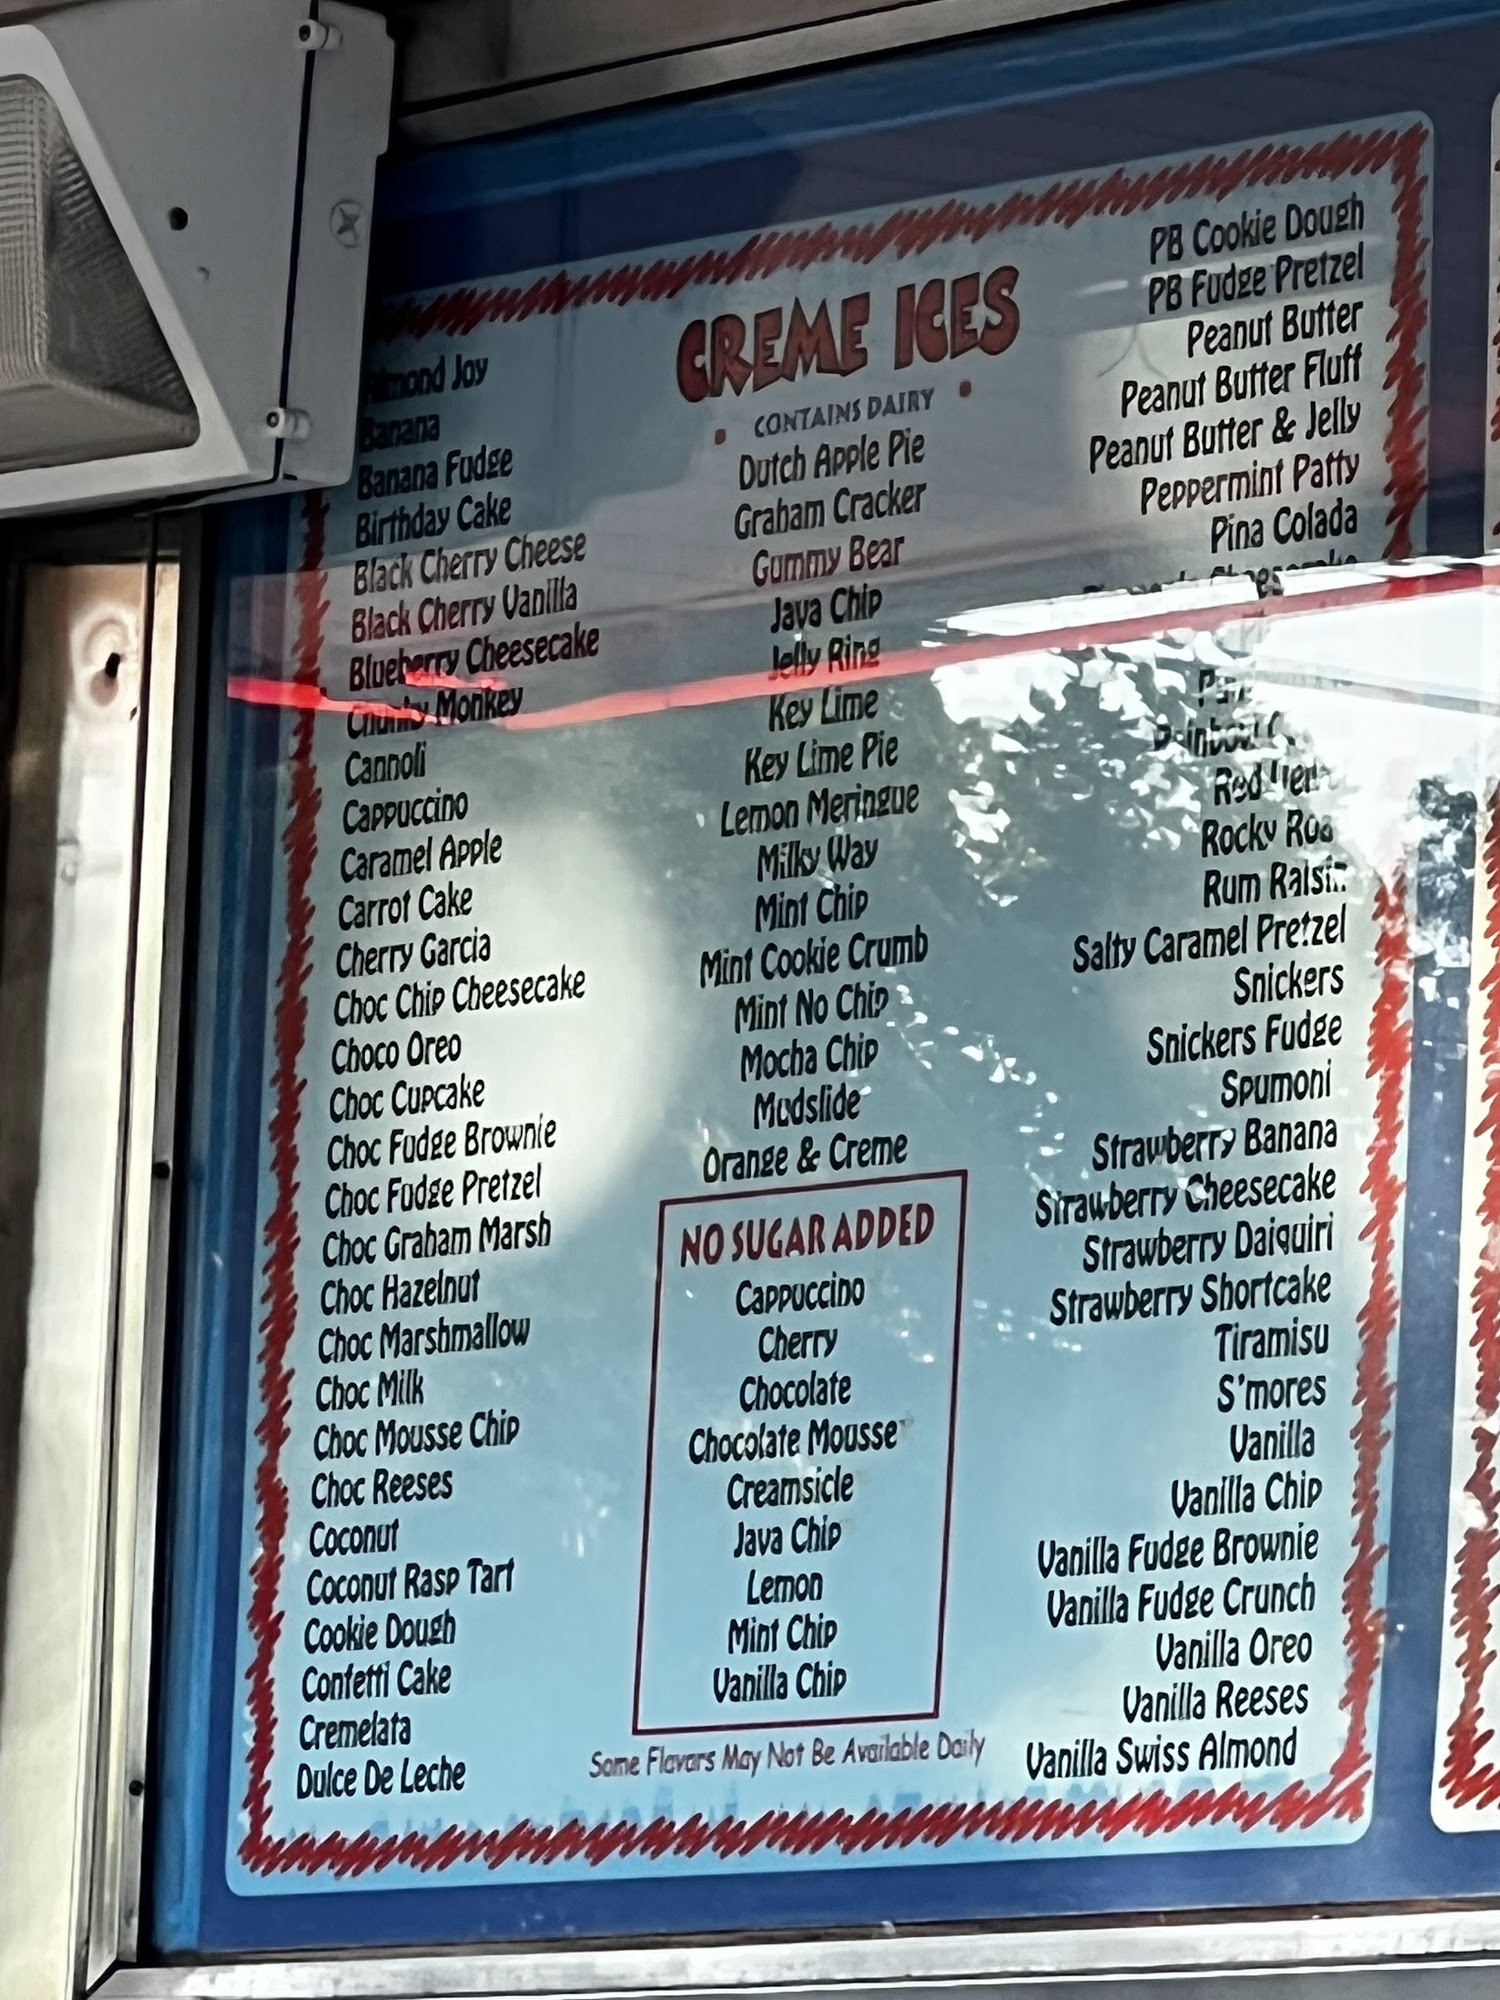 CREME ICES
CONTAINS DAIRY
Almond Joy
Banana
Banana Fudge
Birthday Cake
Black Cherry Cheese
Black Cherry Vanilla
Blueberry Cheesecake
Chunky Monkey
Cannoli
Cappuccino
Caramel Apple
Carrot Cake
Cherry Garcia
Choc Chip Cheesecake
Choco Oreo
Choc Cupcake
Choc Fudge Brownie
Choc Fudge Pretzel
Choc Graham Marsh
Choc Hazelnut
Choc Marshmallow
Choc Milk
Choc Mousse Chip
Choc Reeses
Coconut
Coconut Rasp Tart
Cookie Dough
Confetti Cake
Cremelata
Dulce De Leche
Dutch Apple Pie
Graham Cracker
Gummy Bear
Java Chip
Jelly Ring
Key Lime
Key Lime Pie
Lemon Meringue
Milky Way
Mint Chip
Mint Cookie Crumb
Mint No Chip
Mocha Chip
Mudslide
Orange & Creme
NO SUGAR ADDED
Cappuccino
Cherry
Chocolate
Chocolate Mousse
Creamsicle
Java Chip
Lemon
Mint Chip
Vanilla Chip
Some Flavors May Not Be Available Daily
PB Cookie Dough
PB Fudge Pretzel
Peanut Butter
Peanut Butter Fluff
Peanut Butter & Jelly
Peppermint Patty
Pina Colada
Cheesecake
Rainbow
Red
Rocky
Rum Raisin
Salty Caramel Pretzel
Snickers
Snickers Fudge
Spumoni
Strawberry Banana
Strawberry Cheesecake
Strawberry Daiquiri
Strawberry Shortcake
Tiramisu
S'mores
Vanilla
Vanilla Chip
Vanilla Fudge Brownie
Vanilla Fudge Crunch
Vanilla Oreo
Vanilla Reeses
Vanilla Swiss Almond